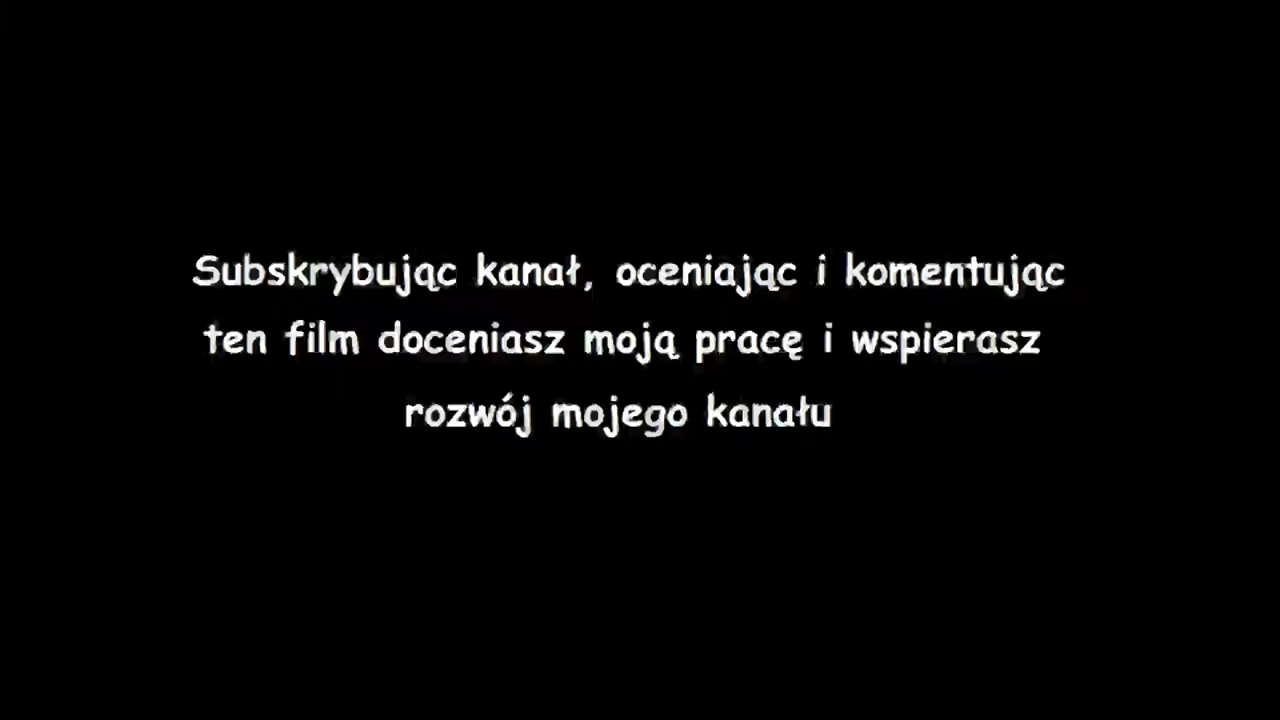 Subskrybując kanał, oceniając i komentując
ten film doceniasz moją pracę i wspierasz
rozwój mojego kanału